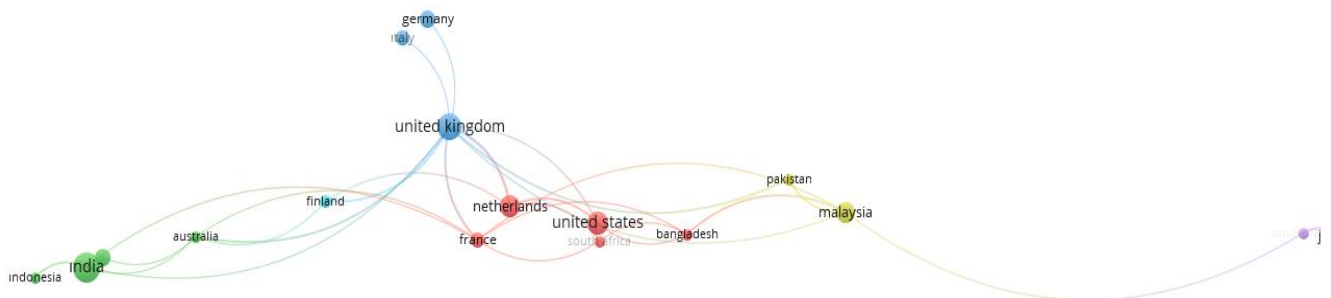 germany
italy
united kingdom
pakistan
finland
netherlands
malaysia
united states
australia
france
south africa
bangladesh
india
indonesia
j